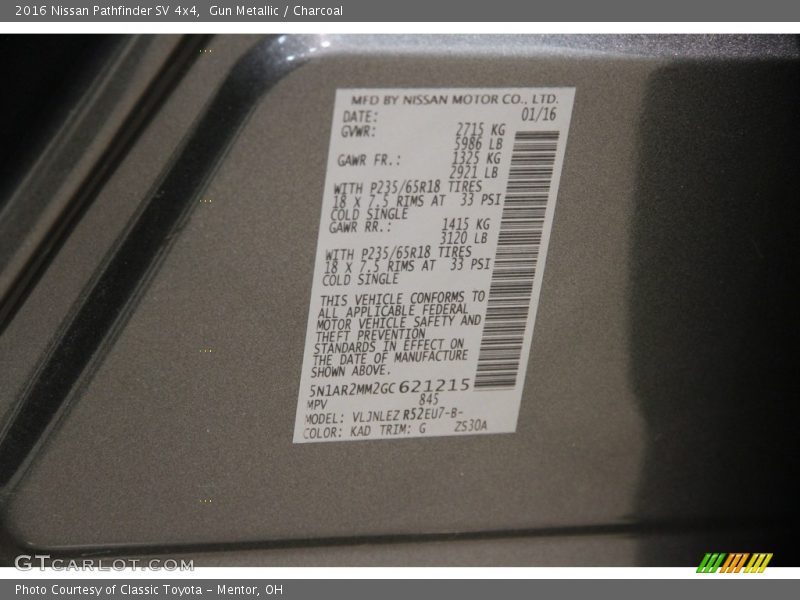 2016 Nissan Pathfinder SV 4x4,  Gun Metallic / Charcoal
MFD BY NISSAN MOTOR CO., LTD.
DATE: 01/16
GVWR: 2715 KG
5986 LB
GAWR FR.: 1325 KG
2921 LB
WITH P235/65R18 TIRES
18 X 7.5 RIMS AT 33 PSI
COLD SINGLE
GAWR RR.: 1415 KG
3120 LB
WITH P235/65R18 TIRES
18 X 7.5 RIMS AT 33 PSI
COLD SINGLE
THIS VEHICLE CONFORMS TO
ALL APPLICABLE FEDERAL
MOTOR VEHICLE SAFETY AND
THEFT PREVENTION
STANDARDS IN EFFECT ON
THE DATE OF MANUFACTURE
SHOWN ABOVE.
5N1AR2MM2GC621215
MPV 845
MODEL: VLJNLEZ R52EU7-B-
COLOR: KAD TRIM: G ZS30A
GTCARLOT.COM
Photo Courtesy of Classic Toyota - Mentor, OH